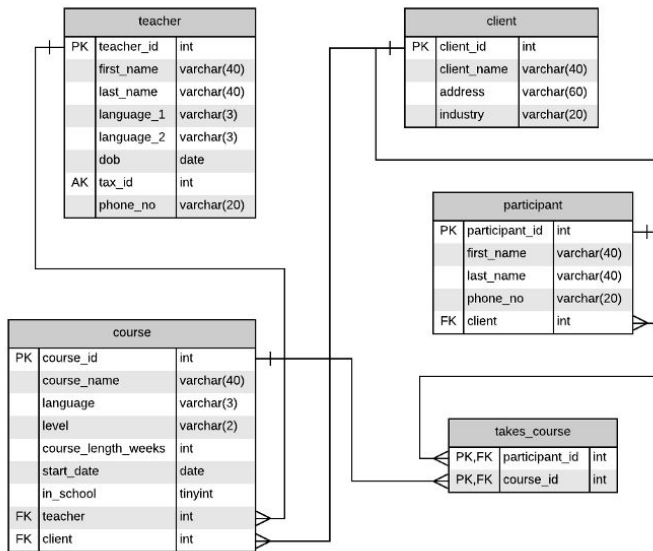 teacher
PK teacher_id int
first_name varchar(40)
last_name varchar(40)
language_1 varchar(3)
language_2 varchar(3)
dob date
AK tax_id int
phone_no varchar(20)
client
PK client_id int
client_name varchar(40)
address varchar(60)
industry varchar(20)
participant
PK participant_id int
first_name varchar(40)
last_name varchar(40)
phone_no varchar(20)
FK client int
course
PK course_id int
course_name varchar(40)
language varchar(3)
level varchar(2)
course_length_weeks int
start_date date
in_school tinyint
FK teacher int
FK client int
takes_course
PK,FK participant_id int
PK,FK course_id int